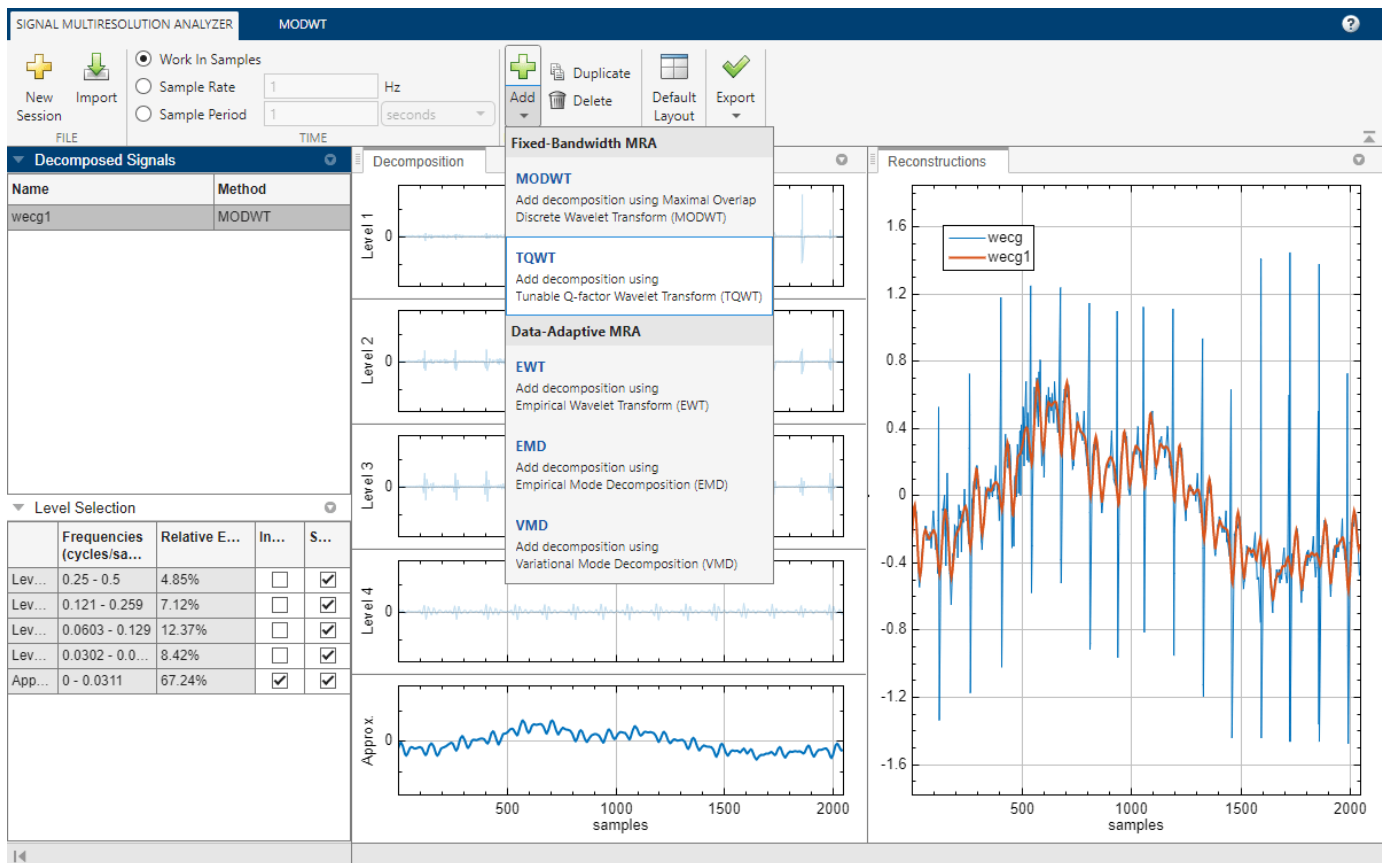 SIGNAL MULTIRESOLUTION ANALYZER
MODWT
?
New
Session
Import
Work In Samples
Sample Rate
1
Hz
Sample Period
1
seconds
Add
Duplicate
Delete
Default
Layout
Export
FILE
TIME
Fixed-Bandwidth MRA
MODWT
Add decomposition using Maximal Overlap
Discrete Wavelet Transform (MODWT)
TQWT
Add decomposition using
Tunable Q-factor Wavelet Transform (TQWT)
Data-Adaptive MRA
EWT
Add decomposition using
Empirical Wavelet Transform (EWT)
EMD
Add decomposition using
Empirical Mode Decomposition (EMD)
VMD
Add decomposition using
Variational Mode Decomposition (VMD)
Decomposed Signals
Name Method
wecg1 MODWT
Level Selection
Frequencies
(cycles/sa...
Relative E...
In...
S...
Lev... 0.25 - 0.5 4.85%
Lev... 0.121 - 0.259 7.12%
Lev... 0.0603 - 0.129 12.37%
Lev... 0.0302 - 0.0... 8.42%
App... 0 - 0.0311 67.24%
Decomposition
Level 1
0
Level 2
0
Level 3
0
Level 4
0
Approx.
0
500 1000 1500 2000
samples
Reconstructions
wecg
wecg1
1.6
1.2
0.8
0.4
0
-0.4
-0.8
-1.2
-1.6
500 1000 1500 2000
samples